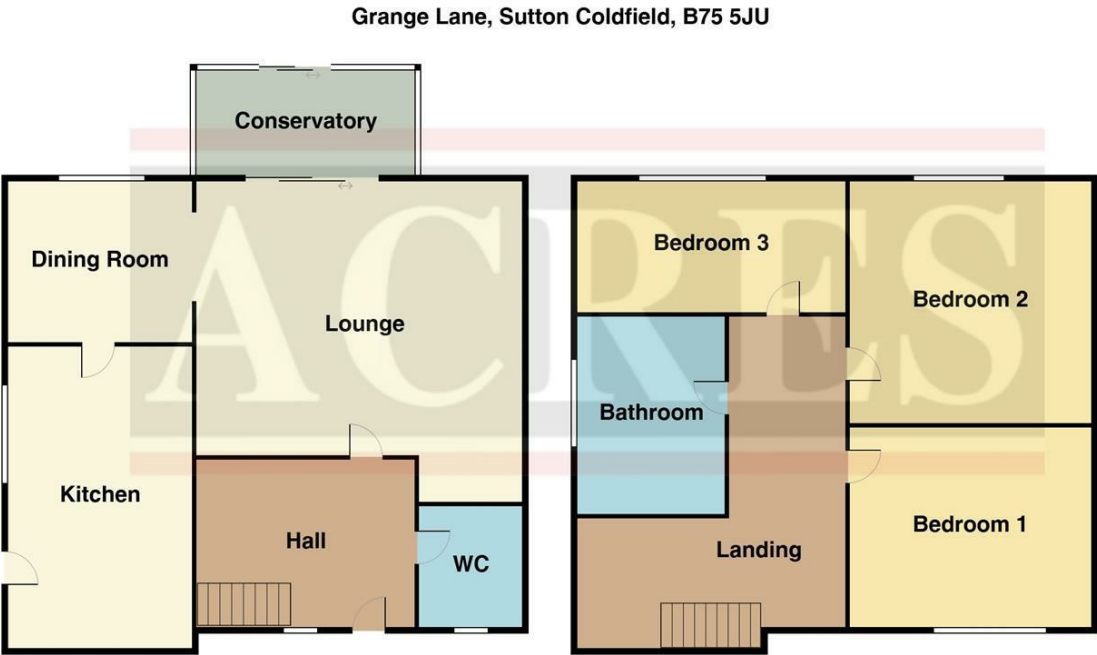 Grange Lane, Sutton Coldfield, B75 5JU
Conservatory
Dining Room
Lounge
Kitchen
Hall
WC
Bedroom 3
Bedroom 2
Bathroom
Bedroom 1
Landing
ACRES